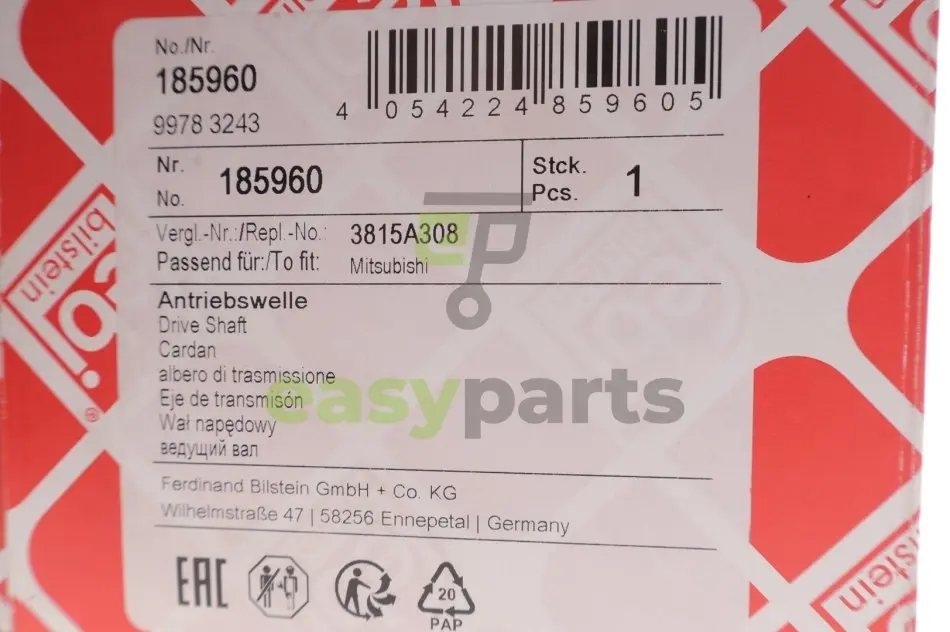 No./Nr.
185960
9978 3243
4 054224 859605
Nr.
No.
185960
Stck.
Pcs.
1
Vergl.-Nr.:/Repl.-No.: 3815A308
Passend für:/To fit: Mitsubishi
Antriebswelle
Drive Shaft
Cardan
albero di trasmissione
Eje de transmisón
Wał napędowy
ведущий вал
Ferdinand Bilstein GmbH + Co. KG
Wilhelmstraße 47 | 58256 Ennepetal | Germany
EAC
20
PAP
easyparts
eP
bilstein
bilstein